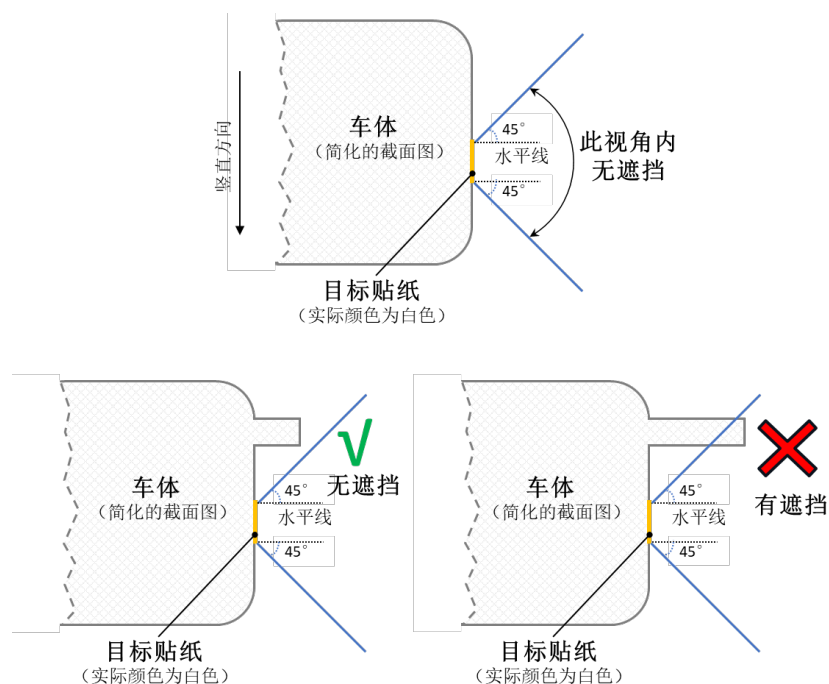 竖直方向
车体
（简化的截面图）
45°
水平线
45°
此视角内
无遮挡
目标贴纸
（实际颜色为白色）
车体
（简化的截面图）
45°
水平线
45°
√
无遮挡
目标贴纸
（实际颜色为白色）
车体
（简化的截面图）
45°
水平线
45°
有遮挡
目标贴纸
（实际颜色为白色）